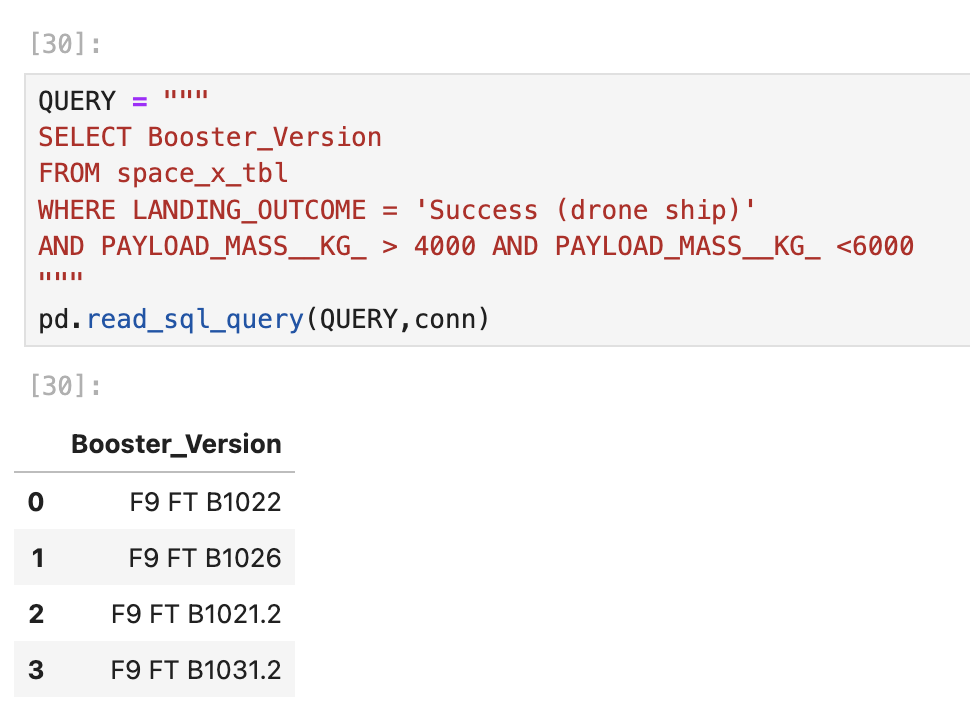 [30]:
QUERY = """
SELECT Booster_Version
FROM space_x_tbl
WHERE LANDING_OUTCOME = 'Success (drone ship)'
AND PAYLOAD_MASS__KG_ > 4000 AND PAYLOAD_MASS__KG_ <6000
"""
pd.read_sql_query(QUERY,conn)
[30]:
Booster_Version
0 F9 FT B1022
1 F9 FT B1026
2 F9 FT B1021.2
3 F9 FT B1031.2